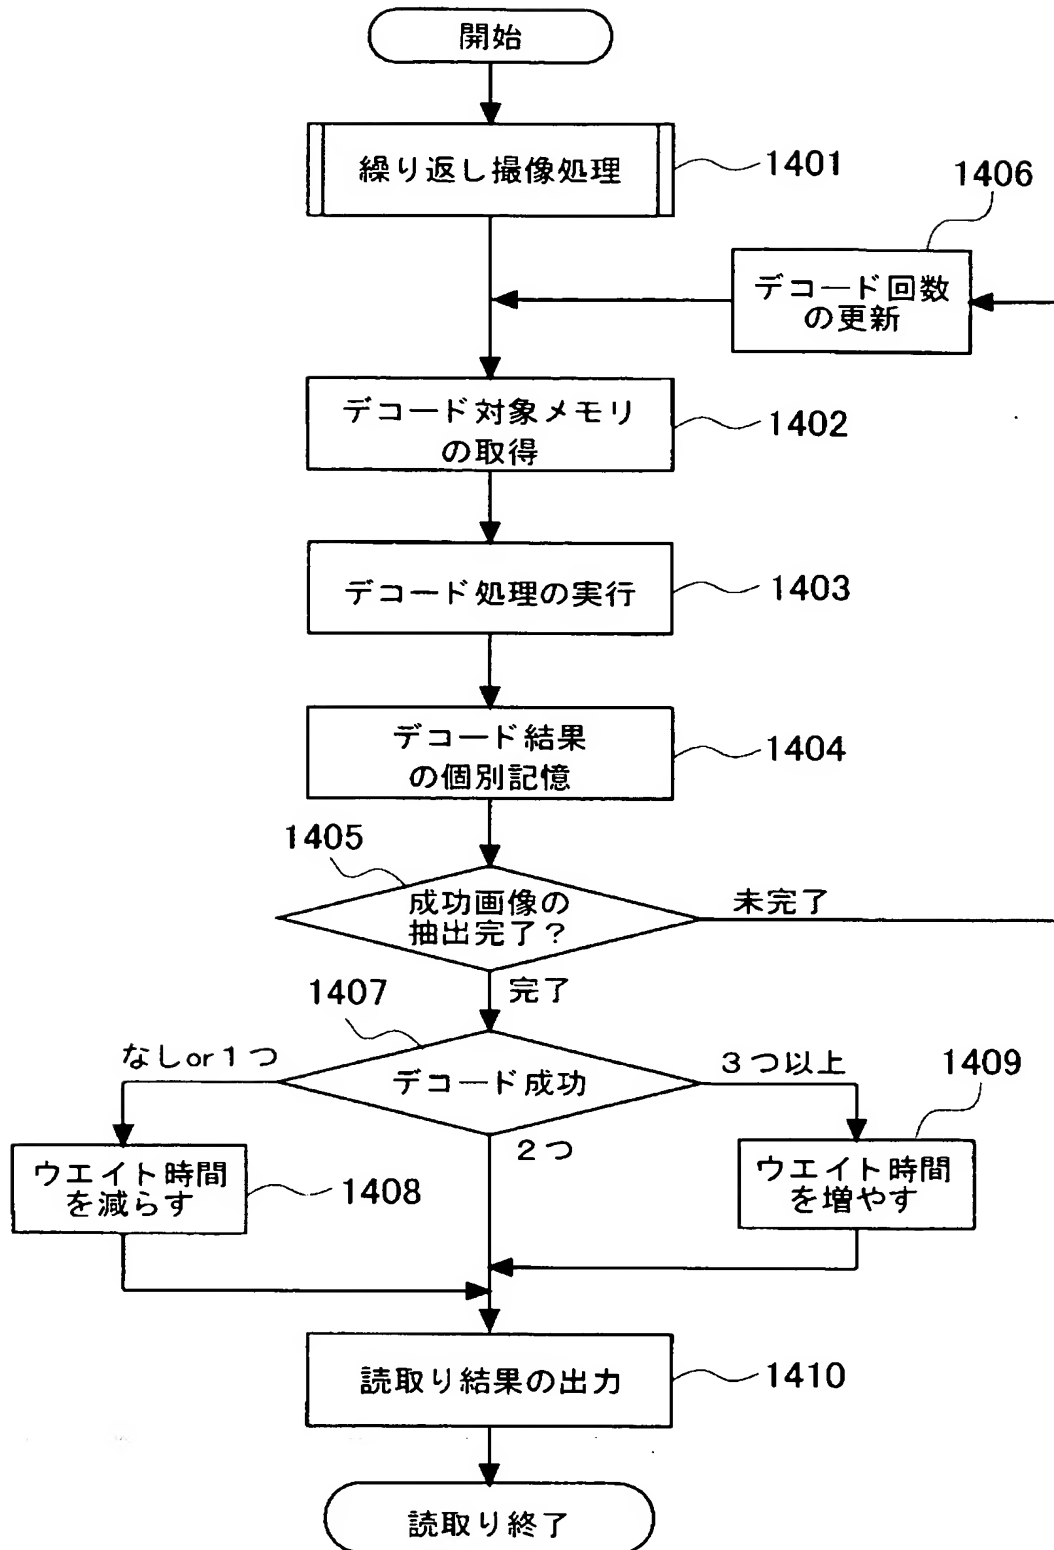 開始
繰り返し撮像処理
1401
1406
デコード回数
の更新
デコード対象メモリ
の取得
1402
デコード処理の実行
1403
デコード結果
の個別記憶
1404
1405
成功画像の
抽出完了？
未完了
完了
1407
なしor１つ
デコード成功
３つ以上
1409
２つ
ウエイト時間
を減らす
1408
ウエイト時間
を増やす
読取り結果の出力
1410
読取り終了